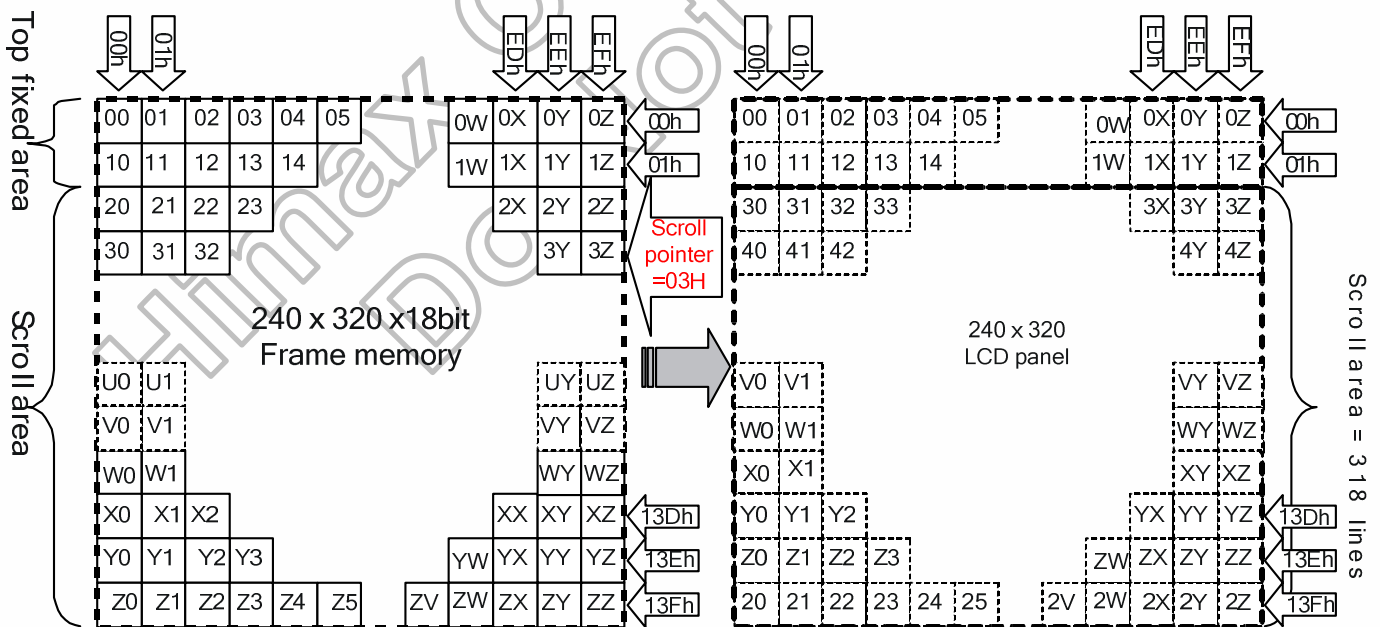 00h 01h EDh EEh EFh
00h 01h EDh EEh EFh
Top fixed area
00 01 02 03 04 05 0W 0X 0Y 0Z 00h
10 11 12 13 14 1W 1X 1Y 1Z 01h
20 21 22 23 2X 2Y 2Z
30 31 32 3Y 3Z
Scroll
pointer
=03H
240 x 320 x18bit
Frame memory
Scroll area
U0 U1 UY UZ
V0 V1 VY VZ
W0 W1 WY WZ
X0 X1 X2 XX XY XZ 13Dh
Y0 Y1 Y2 Y3 YW YX YY YZ 13Eh
Z0 Z1 Z2 Z3 Z4 Z5 ZV ZW ZX ZY ZZ 13Fh
00 01 02 03 04 05 0W 0X 0Y 0Z 00h
10 11 12 13 14 1W 1X 1Y 1Z 01h
30 31 32 33 3X 3Y 3Z
40 41 42 4Y 4Z
240 x 320
LCD panel
V0 V1 VY VZ
W0 W1 WY WZ
X0 X1 XY XZ
Y0 Y1 Y2 YX YY YZ 13Dh
Z0 Z1 Z2 Z3 ZW ZX ZY ZZ 13Eh
20 21 22 23 24 25 2V 2W 2X 2Y 2Z 13Fh
Scroll area = 318 lines
Himax
Do Not